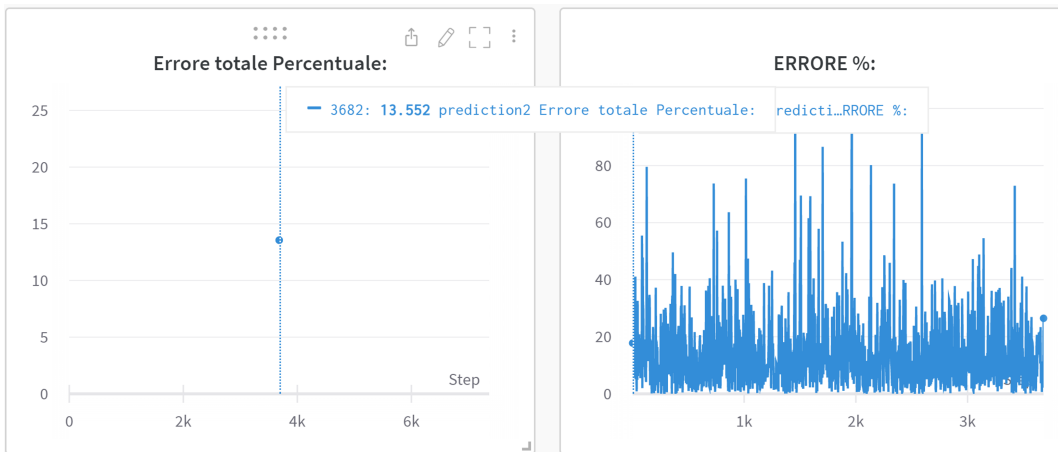 Errore totale Percentuale:
25
3682: 13.552 prediction2 Errore totale Percentuale:
20
15
10
5
0
Step
0 2k 4k 6k
ERRORE %:
redicti…RRORE %:
80
60
40
20
0
1k 2k 3k